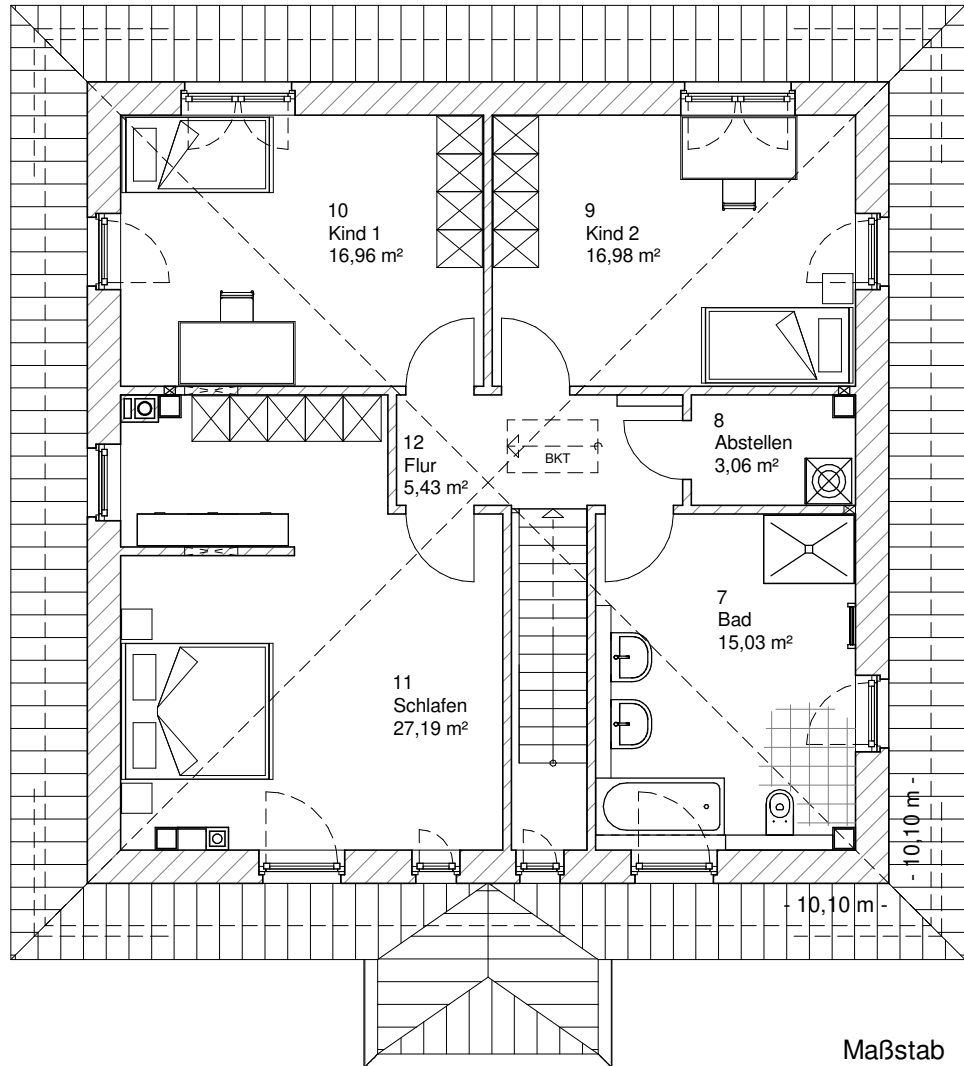 10
Kind 1
16,96 m²
9
Kind 2
16,98 m²
12
Flur
5,43 m²
BKT
8
Abstellen
3,06 m²
7
Bad
15,03 m²
11
Schlafen
27,19 m²
- 10,10 m -
- 10,10 m -
Maßstab